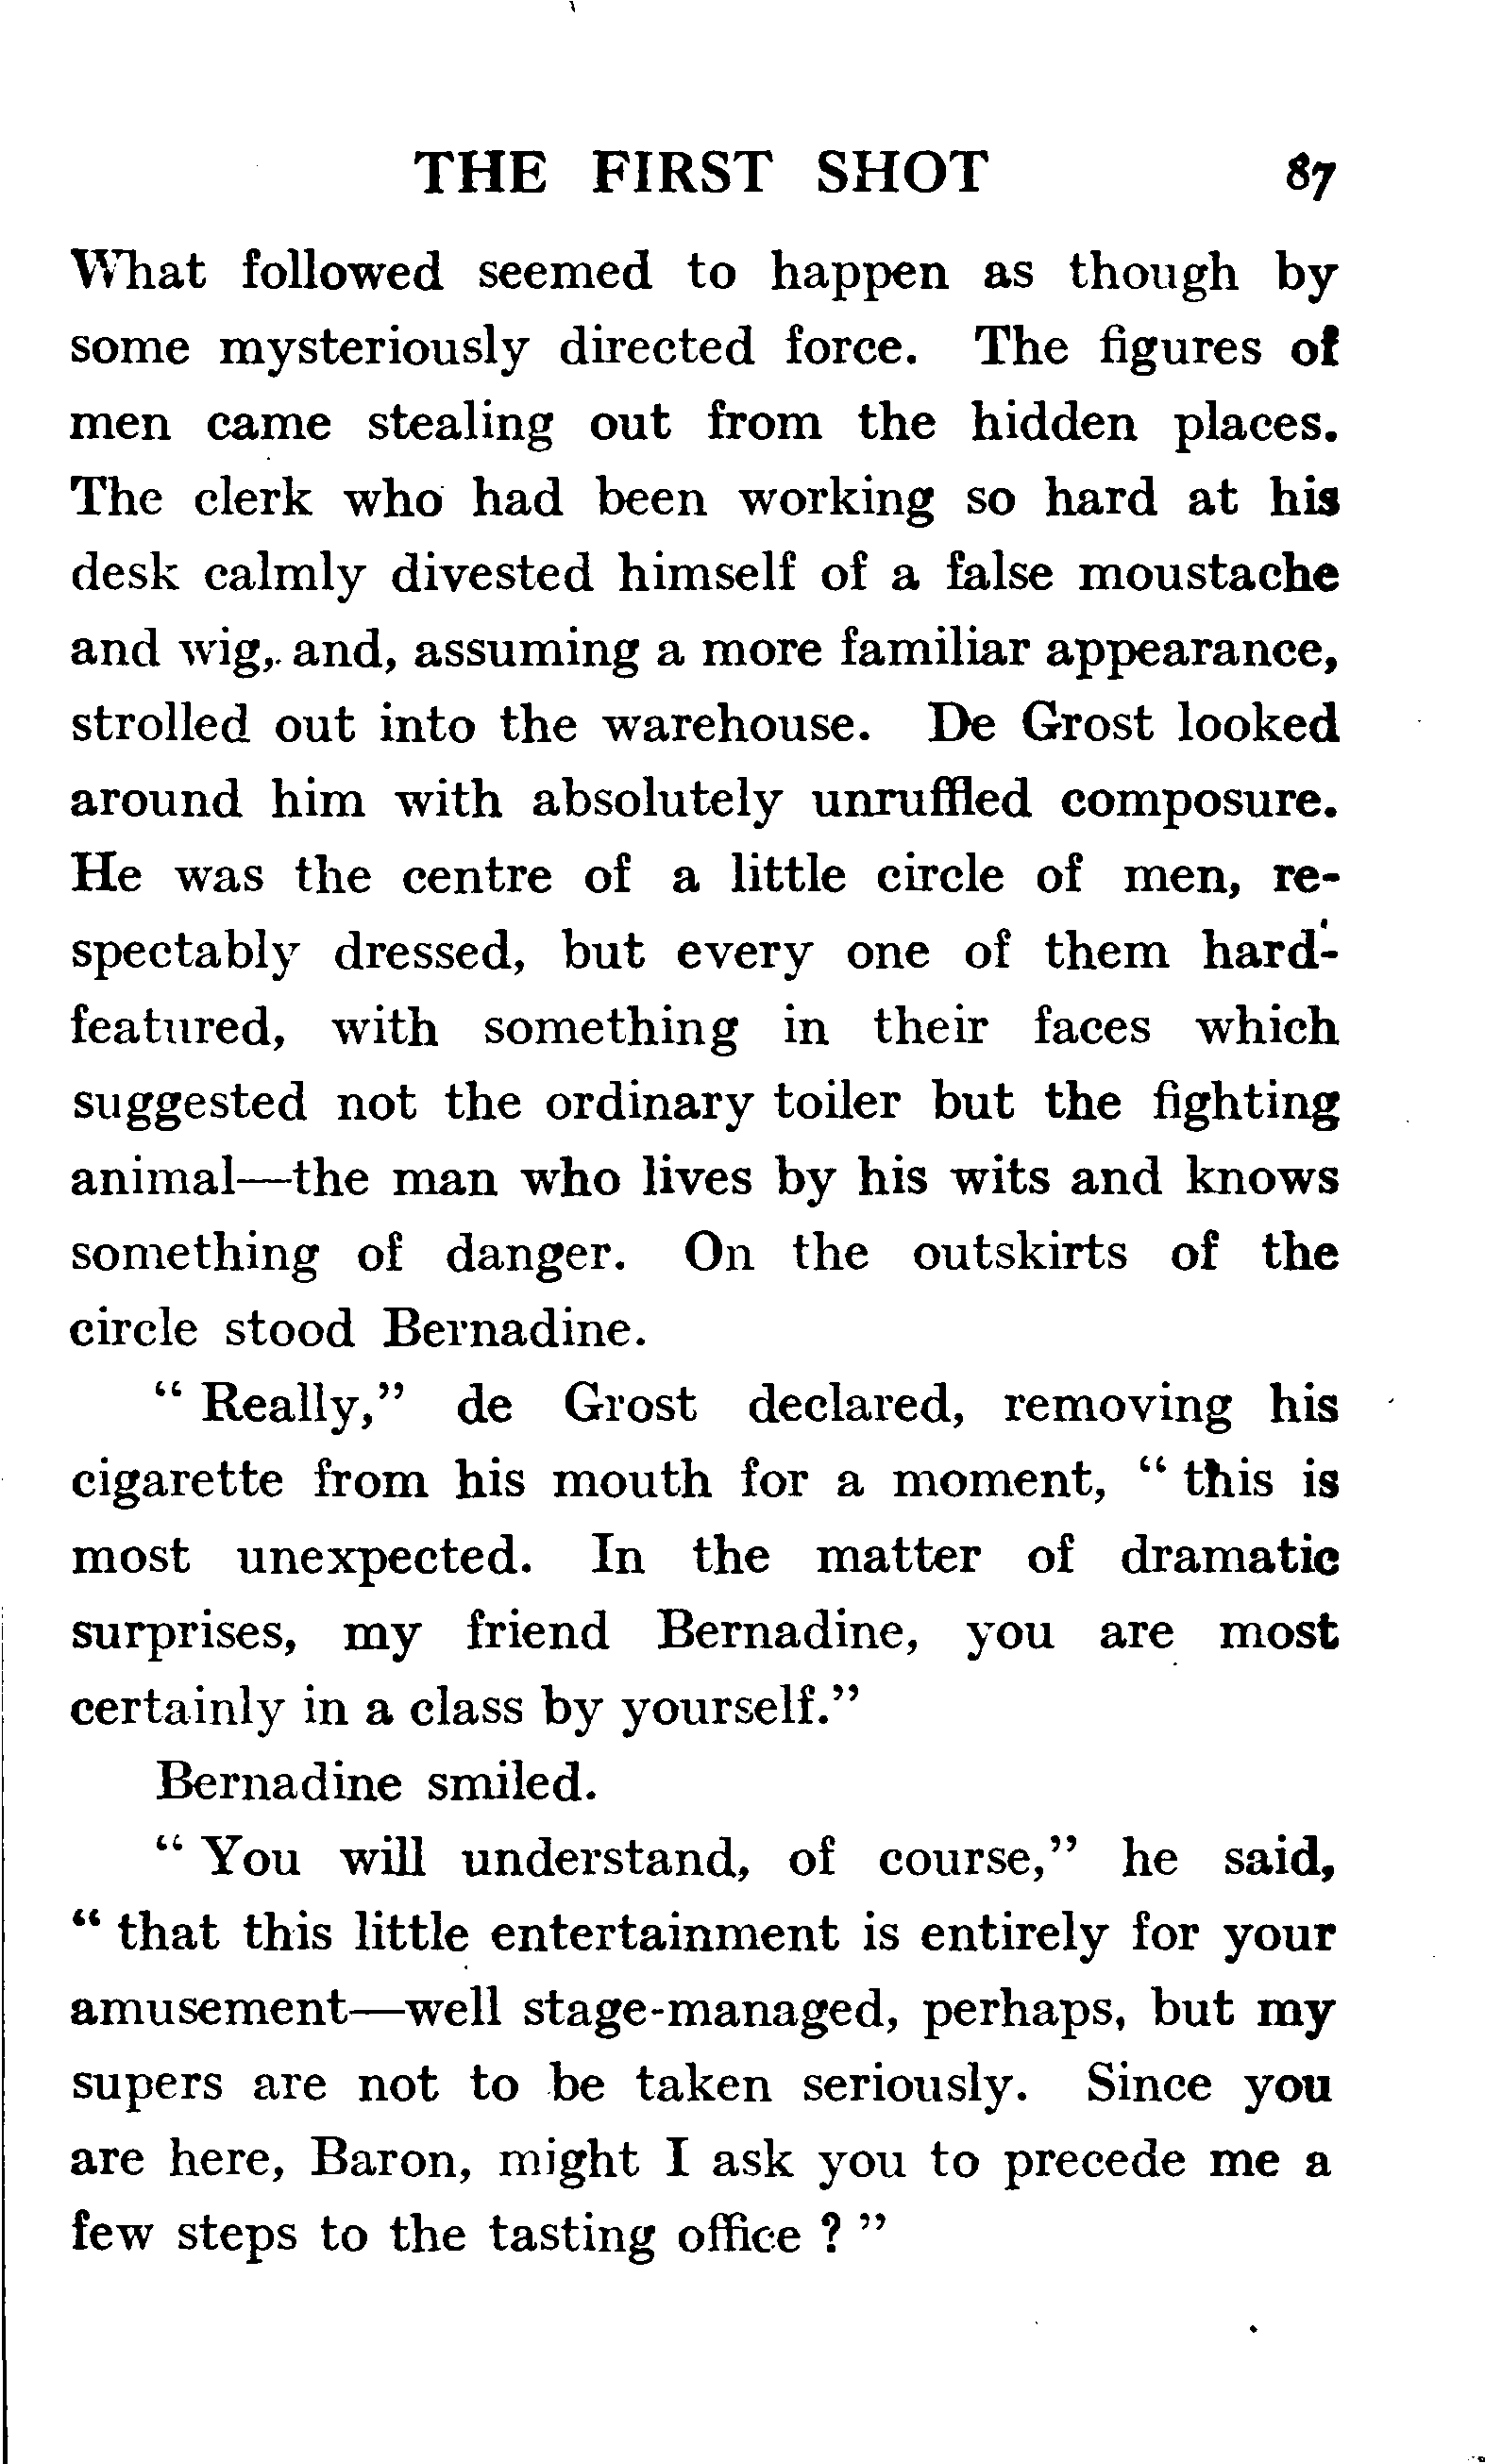 THE FIRST SHOT 87
What followed seemed to happen as though by
some mysteriously directed force. The figures of
men came stealing out from the hidden places.
The clerk who had been working so hard at his
desk calmly divested himself of a false moustache
and wig, and, assuming a more familiar appearance,
strolled out into the warehouse. De Grost looked
around him with absolutely unruffled composure.
He was the centre of a little circle of men, re-
spectably dressed, but every one of them hard-
featured, with something in their faces which
suggested not the ordinary toiler but the fighting
animal—the man who lives by his wits and knows
something of danger. On the outskirts of the
circle stood Bernadine.
“ Really,” de Grost declared, removing his
cigarette from his mouth for a moment, “ this is
most unexpected. In the matter of dramatic
surprises, my friend Bernadine, you are most
certainly in a class by yourself.”
Bernadine smiled.
“ You will understand, of course,” he said,
“ that this little entertainment is entirely for your
amusement—well stage-managed, perhaps, but my
supers are not to be taken seriously. Since you
are here, Baron, might I ask you to precede me a
few steps to the tasting office ? ”